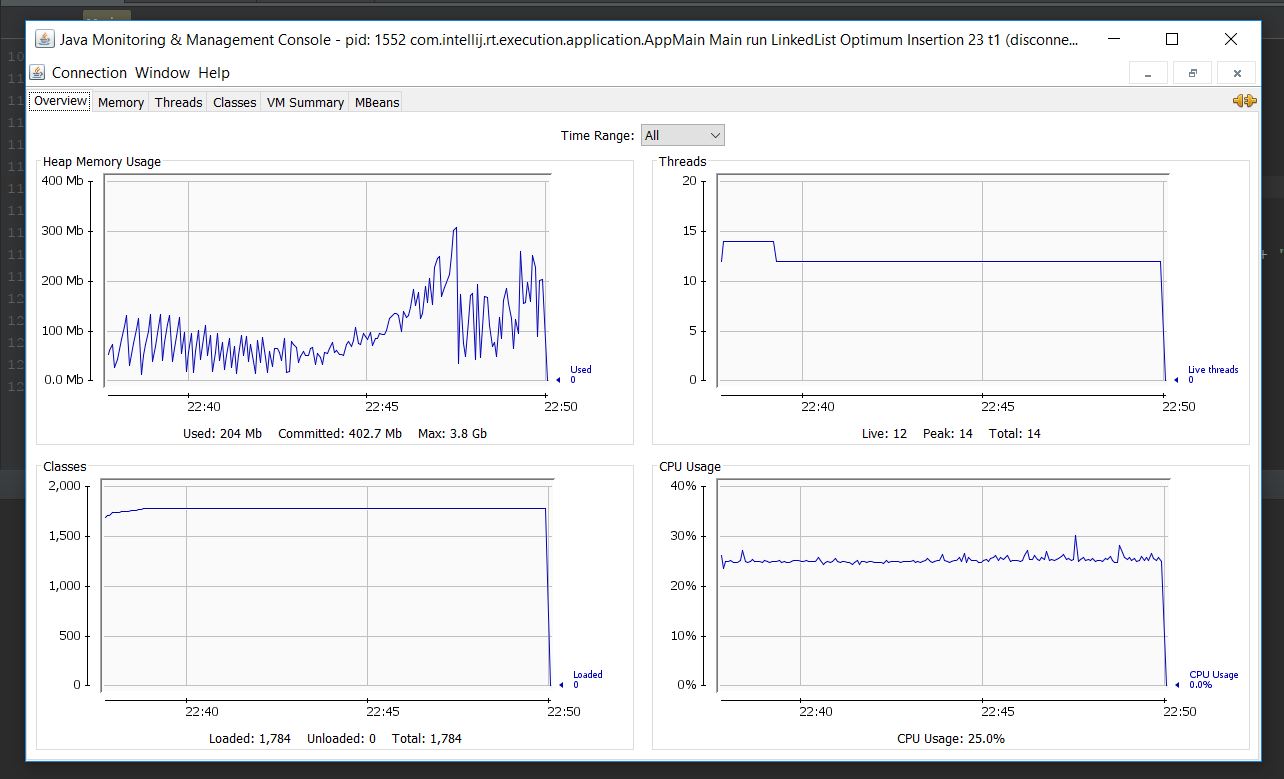 Java Monitoring & Management Console - pid: 1552 com.intellij.rt.execution.application.AppMain Main run LinkedList Optimum Insertion 23 t1 (disconne...
Connection Window Help
Overview Memory Threads Classes VM Summary MBeans
Time Range: All
Heap Memory Usage
400 Mb
300 Mb
200 Mb
100 Mb
0.0 Mb
Used
0
22:40 22:45 22:50
Used: 204 Mb Committed: 402.7 Mb Max: 3.8 Gb
Threads
20
15
10
5
0
Live threads
0
22:40 22:45 22:50
Live: 12 Peak: 14 Total: 14
Classes
2,000
1,500
1,000
500
0
Loaded
0
22:40 22:45 22:50
Loaded: 1,784 Unloaded: 0 Total: 1,784
CPU Usage
40%
30%
20%
10%
0%
CPU Usage
0.0%
22:40 22:45 22:50
CPU Usage: 25.0%